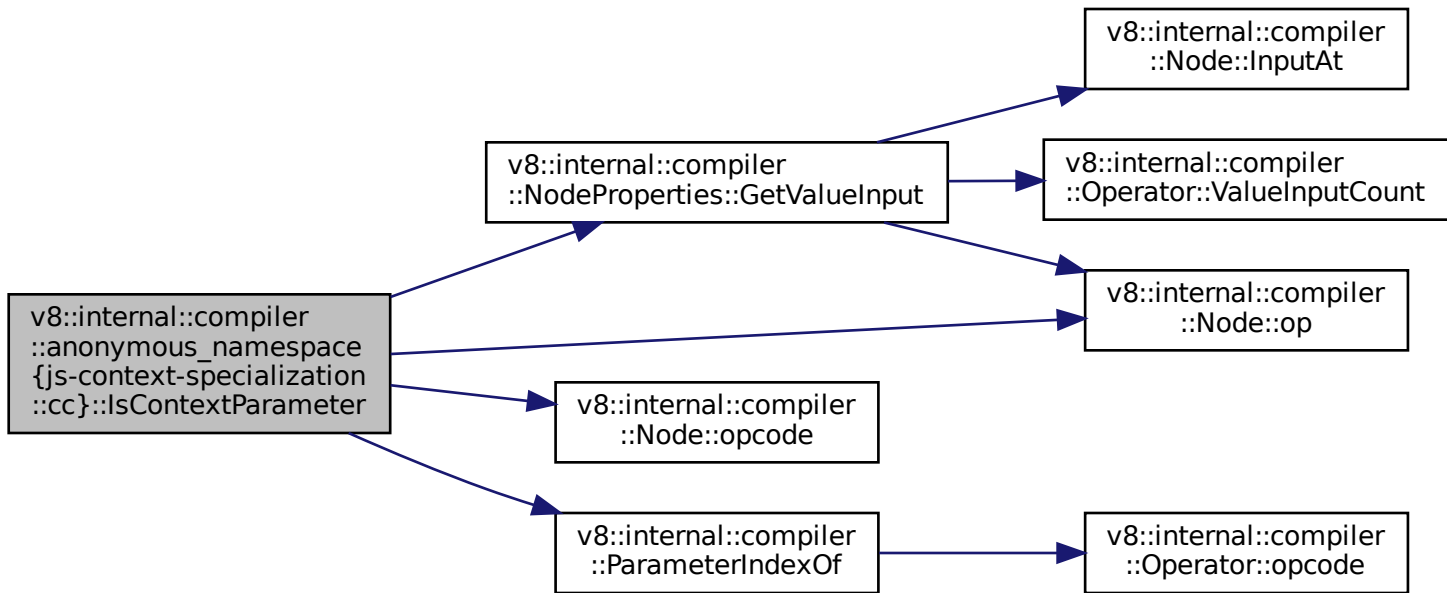 v8::internal::compiler
::Node::InputAt
v8::internal::compiler
::NodeProperties::GetValueInput
v8::internal::compiler
::Operator::ValueInputCount
v8::internal::compiler
::Node::op
v8::internal::compiler
::anonymous_namespace
{js-context-specialization
::cc}::IsContextParameter
v8::internal::compiler
::Node::opcode
v8::internal::compiler
::ParameterIndexOf
v8::internal::compiler
::Operator::opcode